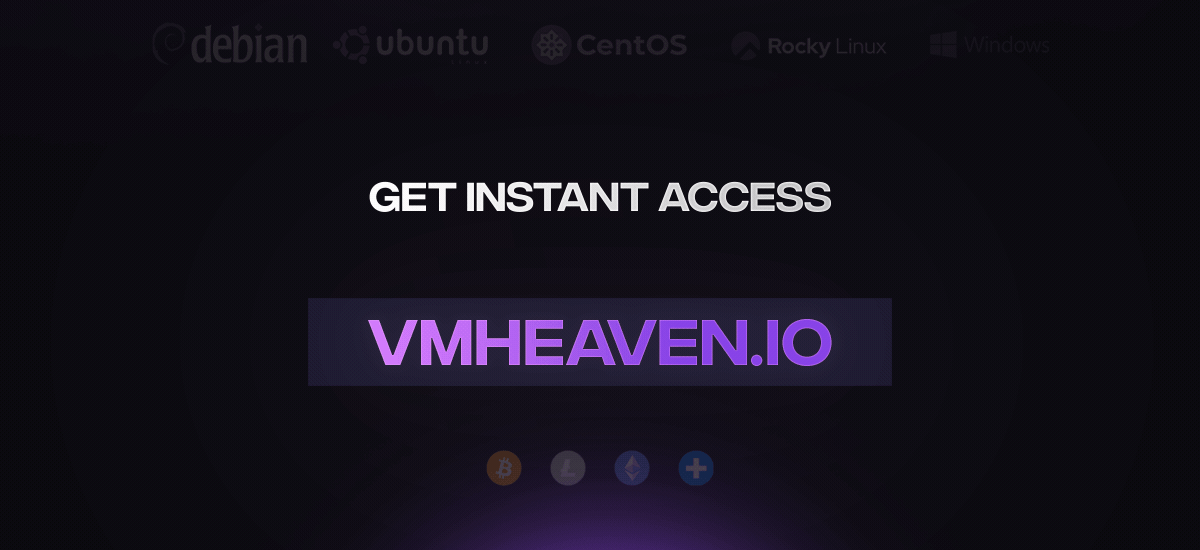 debian ubuntu CentOS Rocky Linux Windows
GET INSTANT ACCESS
VMHEAVEN.IO